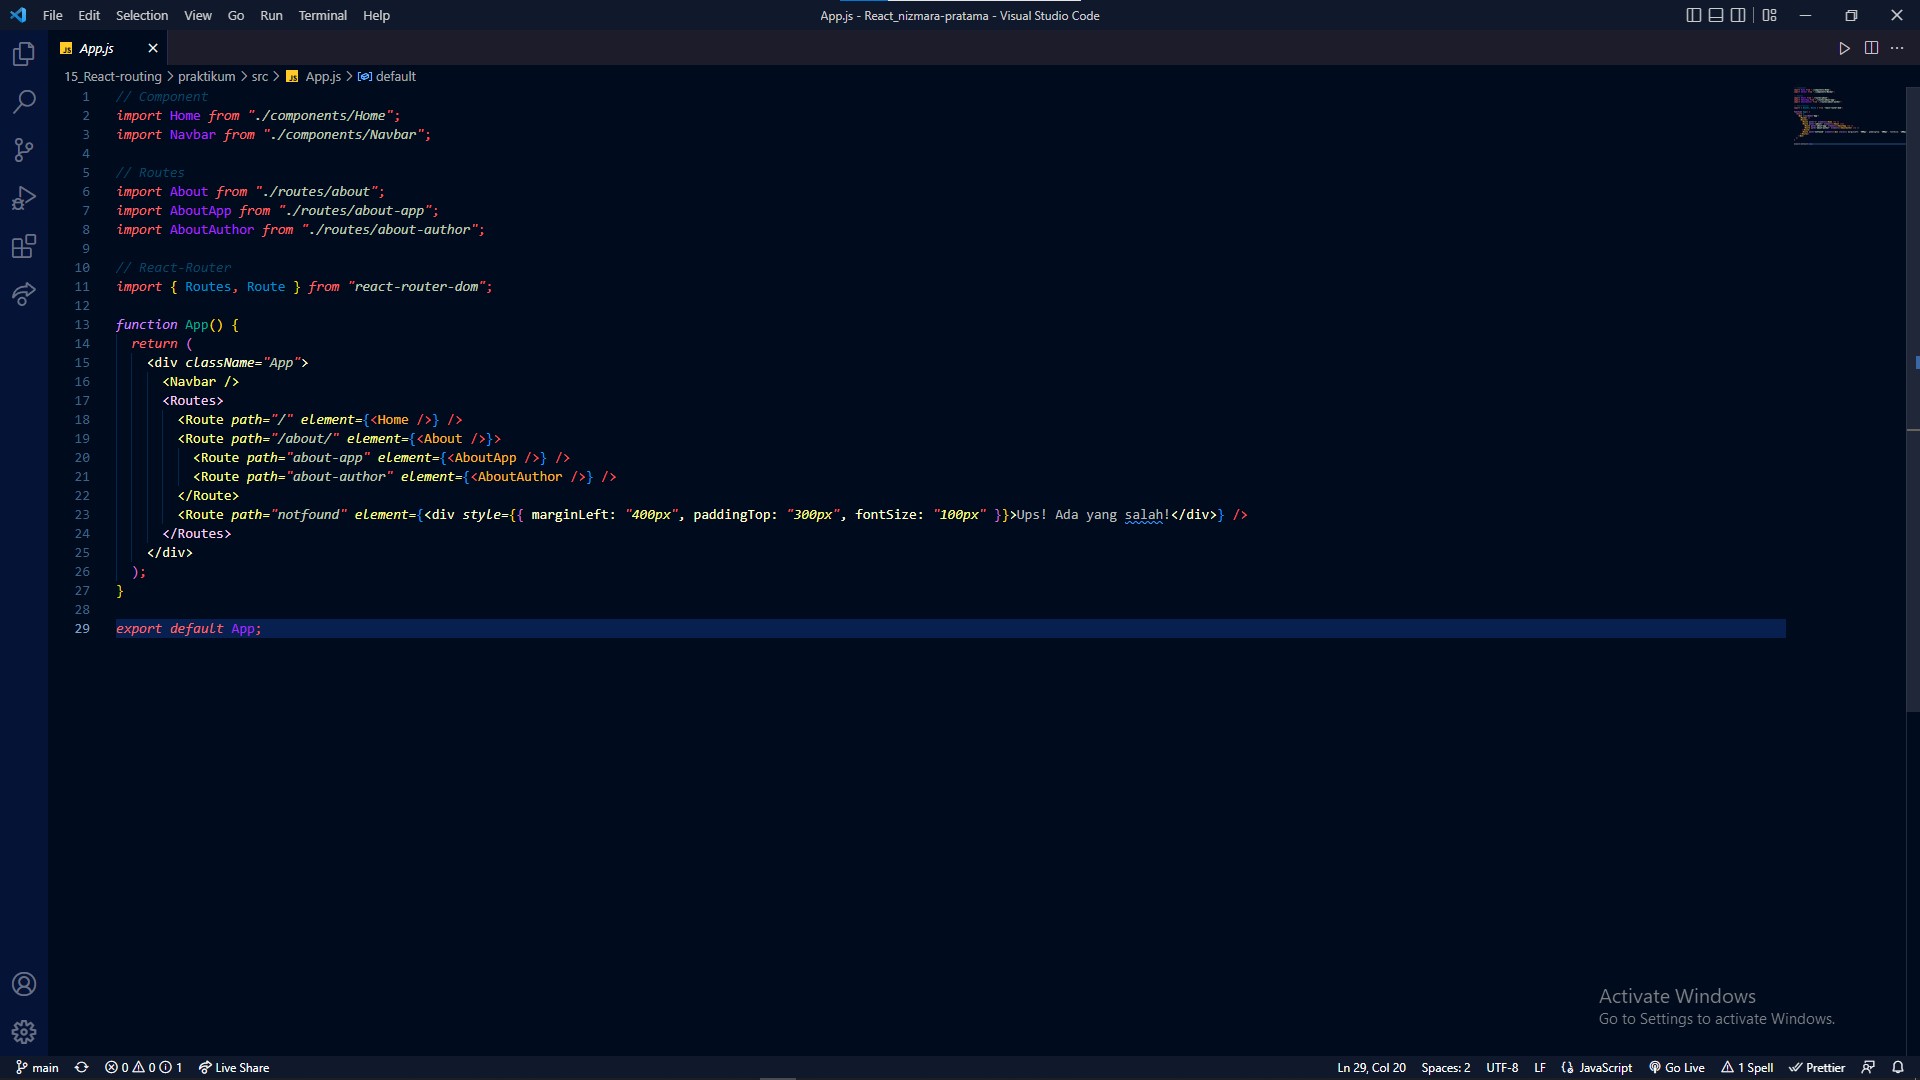 File Edit Selection View Go Run Terminal Help
App.js - React_nizmara-pratama - Visual Studio Code
JS App.js
15_React-routing > praktikum > src > JS App.js > default
1 // Component
2 import Home from "./components/Home";
3 import Navbar from "./components/Navbar";
4
5 // Routes
6 import About from "./routes/about";
7 import AboutApp from "./routes/about-app";
8 import AboutAuthor from "./routes/about-author";
9
10 // React-Router
11 import { Routes, Route } from "react-router-dom";
12
13 function App() {
14   return (
15     <div className="App">
16       <Navbar />
17       <Routes>
18         <Route path="/" element={<Home />} />
19         <Route path="/about/" element={<About />}>
20           <Route path="about-app" element={<AboutApp />} />
21           <Route path="about-author" element={<AboutAuthor />} />
22         </Route>
23         <Route path="notfound" element={<div style={{ marginLeft: "400px", paddingTop: "300px", fontSize: "100px" }}>Ups! Ada yang salah!</div>} />
24       </Routes>
25     </div>
26   );
27 }
28
29 export default App;
Activate Windows
Go to Settings to activate Windows.
main 0 0 1 Live Share
Ln 29, Col 20 Spaces: 2 UTF-8 LF JavaScript Go Live 1 Spell Prettier